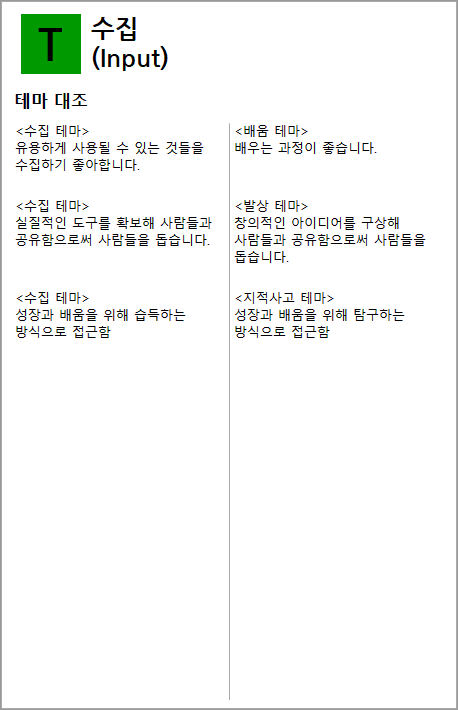 T
수집
(Input)
테마 대조
<수집 테마>
유용하게 사용될 수 있는 것들을
수집하기 좋아합니다.
<배움 테마>
배우는 과정이 좋습니다.
<수집 테마>
실질적인 도구를 확보해 사람들과
공유함으로써 사람들을 돕습니다.
<발상 테마>
창의적인 아이디어를 구상해
사람들과 공유함으로써 사람들을
돕습니다.
<수집 테마>
성장과 배움을 위해 습득하는
방식으로 접근함
<지적사고 테마>
성장과 배움을 위해 탐구하는
방식으로 접근함